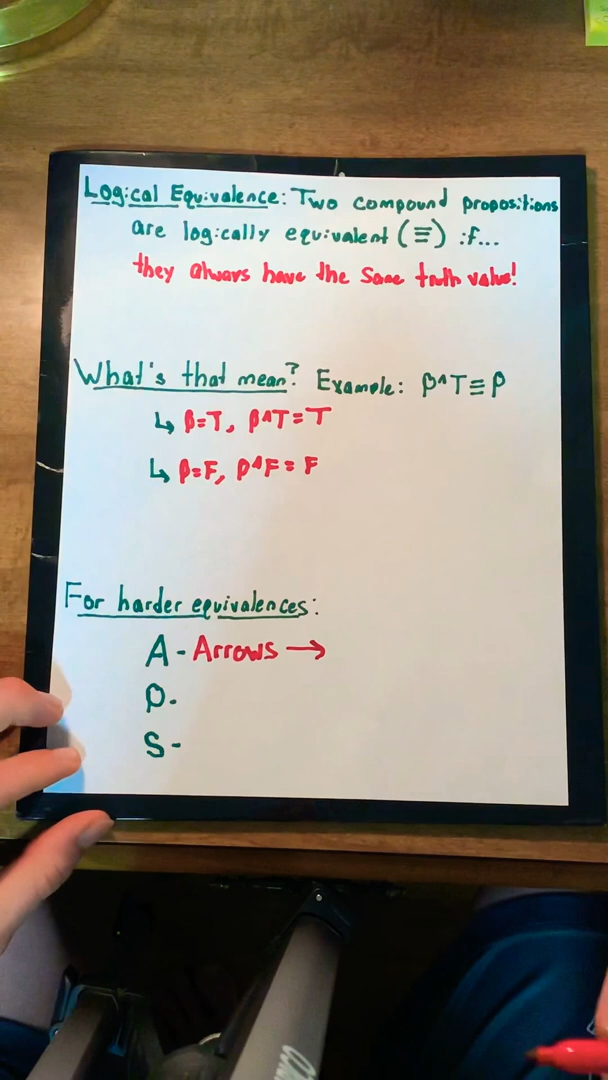 Logical Equivalence: Two compound propositions
are logically equivalent (≡) if...
they always have the same truth value!
What's that mean? Example: p^T≡p
↳ p=T, p^T=T
↳ p=F, p^F=F
For harder equivalences:
A - Arrows →
P.
S -